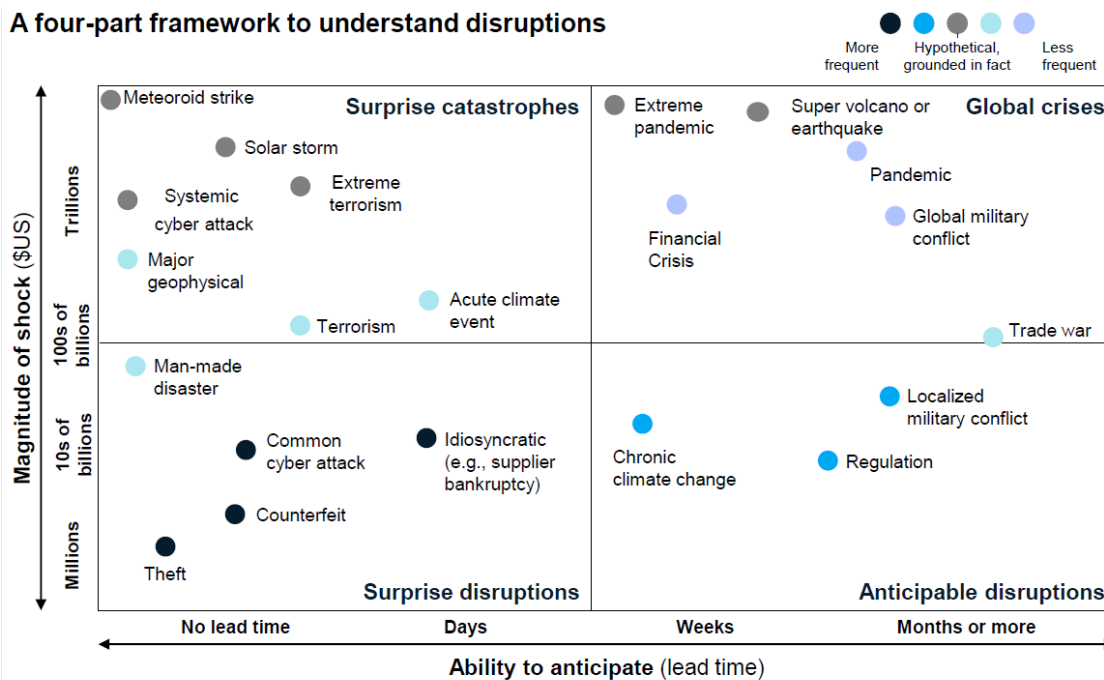 A four-part framework to understand disruptions
More
frequent
Hypothetical,
grounded in fact
Less
frequent
Magnitude of shock ($US)
Trillions
100s of
billions
10s of
billions
Millions
Surprise catastrophes
Meteoroid strike
Solar storm
Systemic
cyber attack
Extreme
terrorism
Major
geophysical
Acute climate
event
Terrorism
Global crises
Extreme
pandemic
Super volcano or
earthquake
Pandemic
Financial
Crisis
Global military
conflict
Trade war
Man-made
disaster
Common
cyber attack
Idiosyncratic
(e.g., supplier
bankruptcy)
Counterfeit
Theft
Surprise disruptions
Localized
military conflict
Chronic
climate change
Regulation
Anticipable disruptions
No lead time
Days
Weeks
Months or more
Ability to anticipate (lead time)